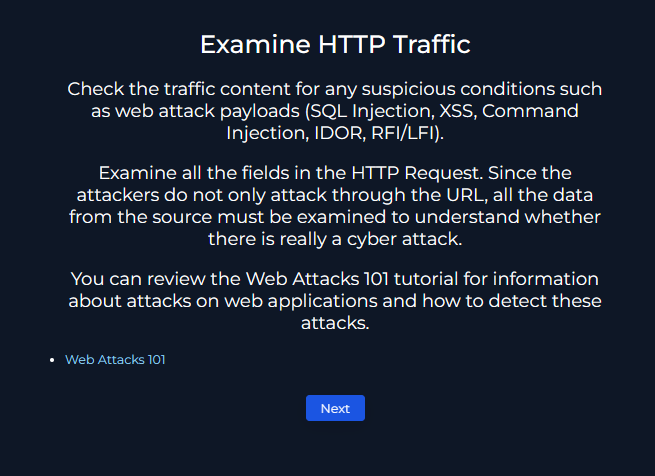 Examine HTTP Traffic
Check the traffic content for any suspicious conditions such
as web attack payloads (SQL Injection, XSS, Command
Injection, IDOR, RFI/LFI).
Examine all the fields in the HTTP Request. Since the
attackers do not only attack through the URL, all the data
from the source must be examined to understand whether
there is really a cyber attack.
You can review the Web Attacks 101 tutorial for information
about attacks on web applications and how to detect these
attacks.
Web Attacks 101
Next